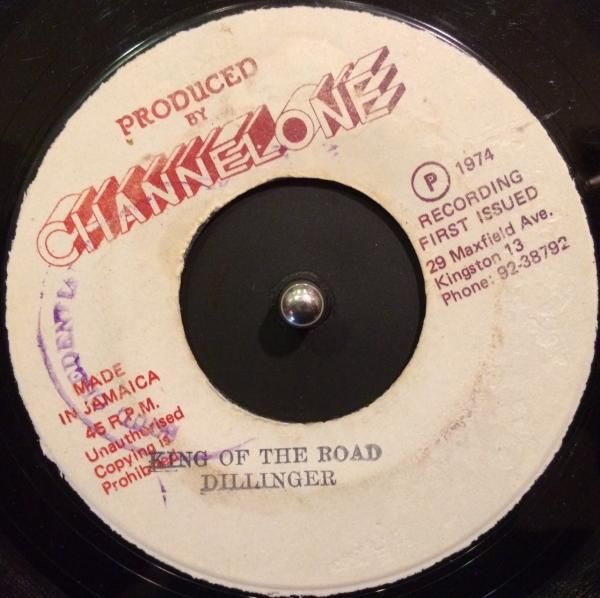 PRODUCED
BY
CHANNEL ONE
Ⓟ 1974
RECORDING
FIRST ISSUED
29 Maxfield Ave.
Kingston 13
Phone: 92-38792
MADE
IN JAMAICA
45 R.P.M.
Unauthorised
Copying is
Prohibited
KING OF THE ROAD
DILLINGER